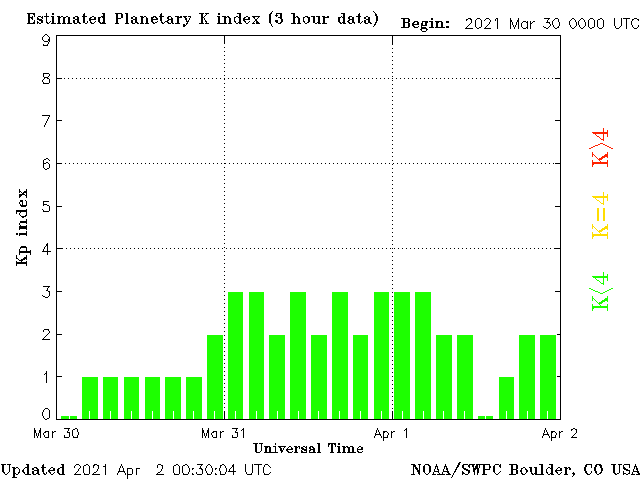 Estimated Planetary K index (3 hour data) Begin: 2021 Mar 30 0000 UTC
9
8
7
6
5
4
3
2
1
0
Kp index
K>4
K=4
K<4
Mar 30 Mar 31 Apr 1 Apr 2
Universal Time
Updated 2021 Apr 2 00:30:04 UTC NOAA/SWPC Boulder, CO USA